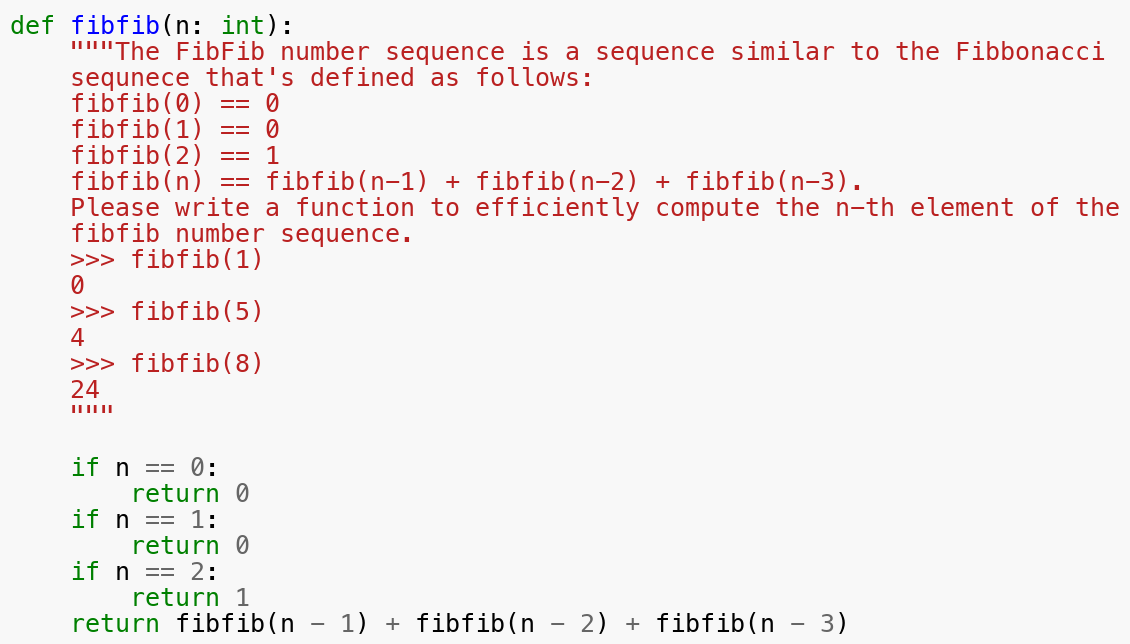 def fibfib(n: int):
    """The FibFib number sequence is a sequence similar to the Fibbonacci
    sequnece that's defined as follows:
    fibfib(0) == 0
    fibfib(1) == 0
    fibfib(2) == 1
    fibfib(n) == fibfib(n-1) + fibfib(n-2) + fibfib(n-3).
    Please write a function to efficiently compute the n-th element of the
    fibfib number sequence.
    >>> fibfib(1)
    0
    >>> fibfib(5)
    4
    >>> fibfib(8)
    24
    """

    if n == 0:
        return 0
    if n == 1:
        return 0
    if n == 2:
        return 1
    return fibfib(n - 1) + fibfib(n - 2) + fibfib(n - 3)